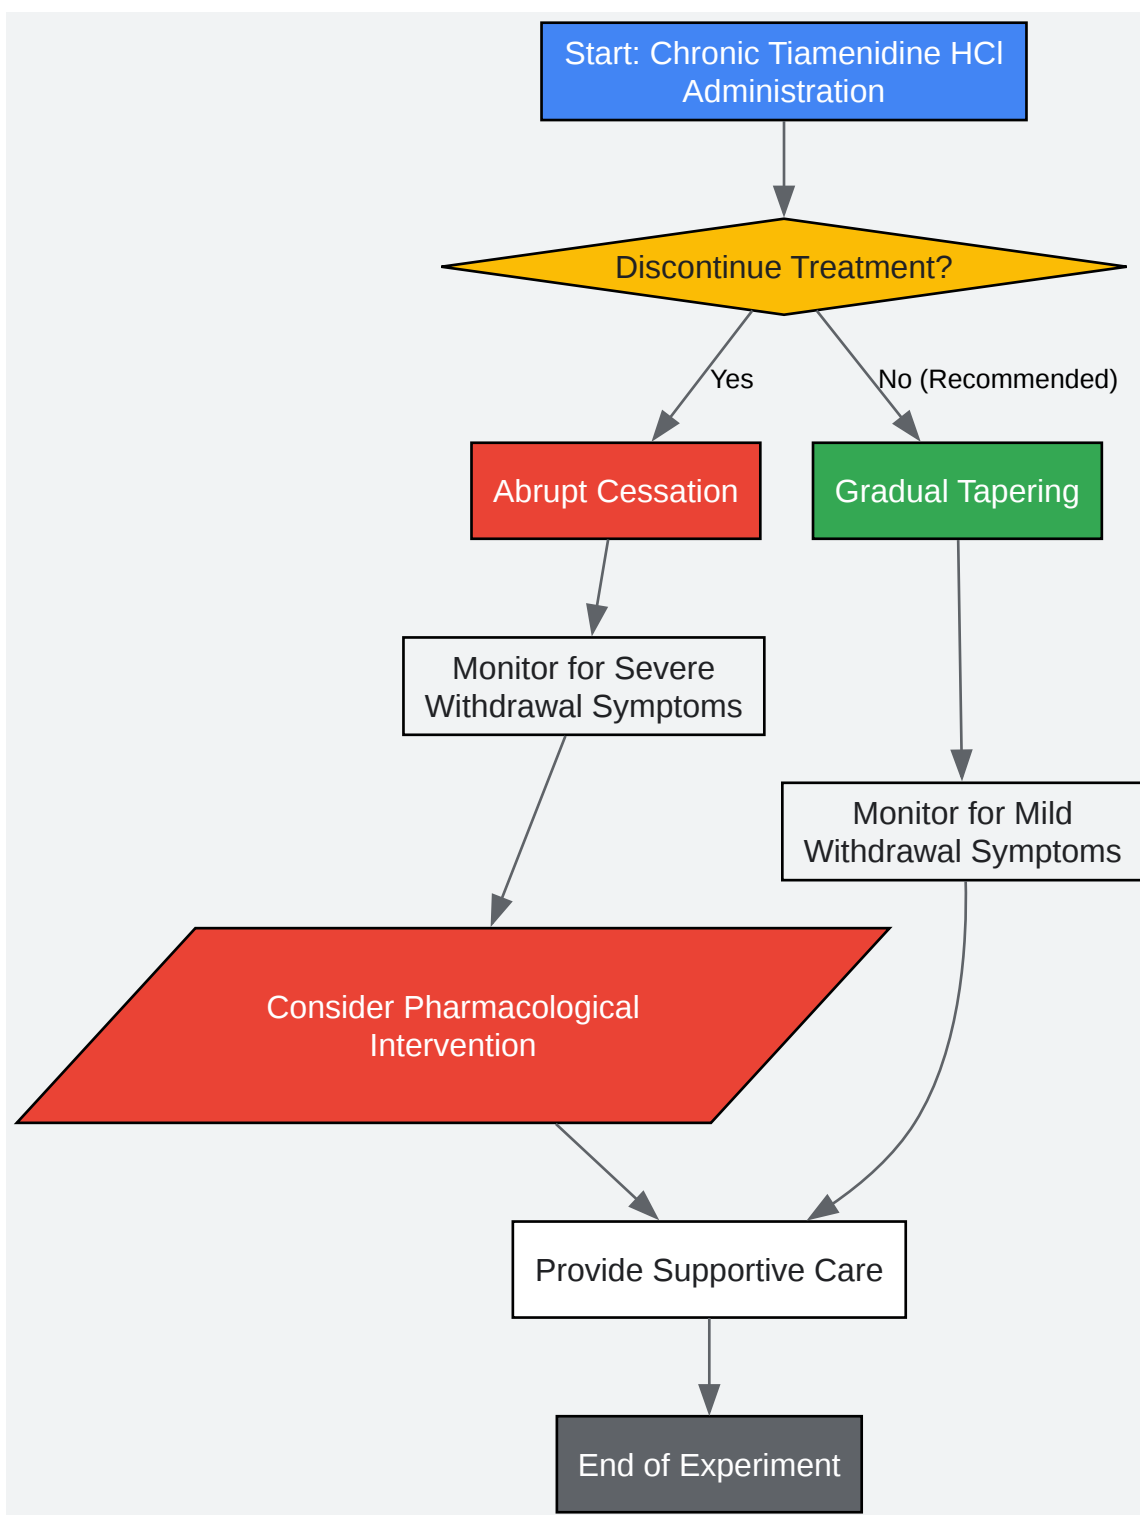 Start: Chronic Tiamenidine HCl
Administration
Discontinue Treatment?
Yes
No (Recommended)
Abrupt Cessation
Gradual Tapering
Monitor for Severe
Withdrawal Symptoms
Monitor for Mild
Withdrawal Symptoms
Consider Pharmacological
Intervention
Provide Supportive Care
End of Experiment